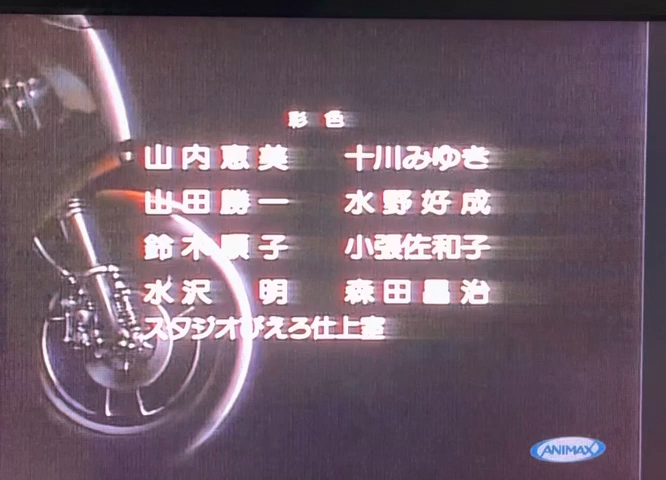 彩色
山内恵美 十川みゆき
山田勝一 水野好成
鈴木順子 小張佐和子
水沢 明 森田昌治
スタジオぴえろ仕上室
ANIMAX